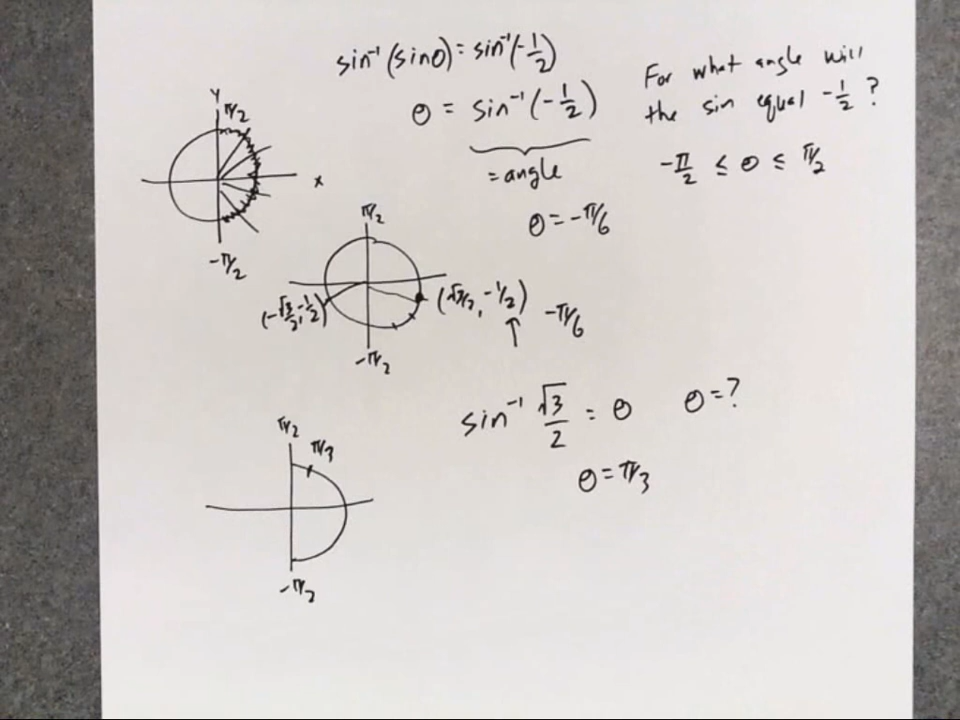 sin⁻¹(sinθ) = sin⁻¹(-1/2)
θ = sin⁻¹(-1/2)
= angle
θ = -π/6
For what angle will
the sin equal -1/2 ?
-π/2 ≤ θ ≤ π/2
y
π/2
x
-π/2
π/2
(-√3/2, -1/2)
(√3/2, -1/2)
-π/6
-π/2
sin⁻¹ √3/2 = θ θ = ?
θ = π/3
π/2
π/3
-π/2